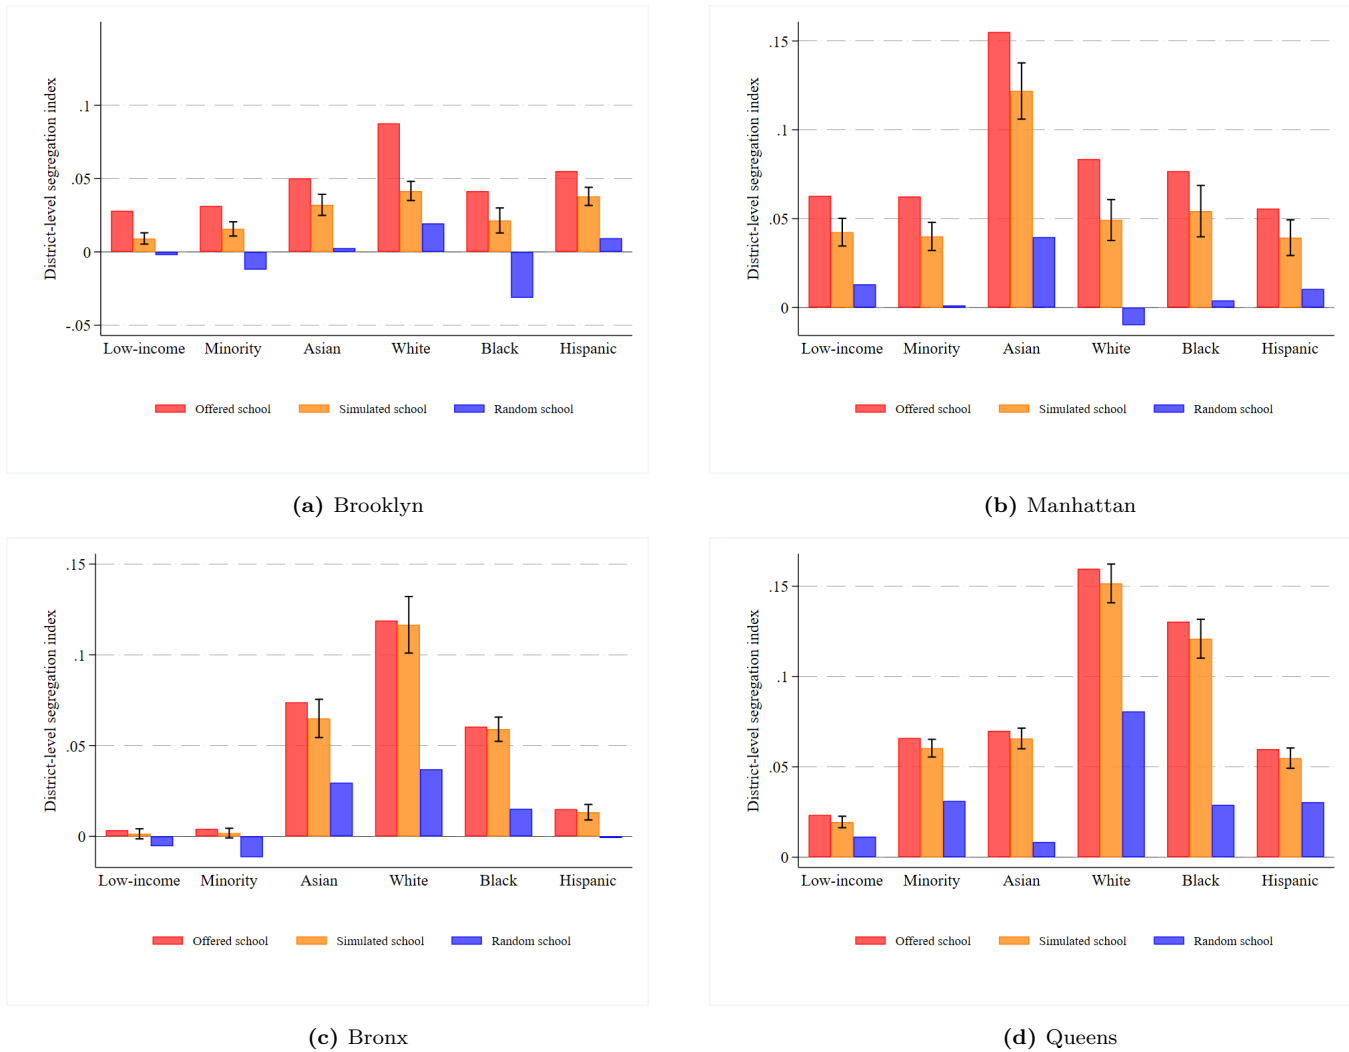 District-level segregation index
.1
.05
0
-.05
Low-income Minority Asian White Black Hispanic
Offered school Simulated school Random school
(a) Brooklyn
District-level segregation index
.15
.1
.05
0
Low-income Minority Asian White Black Hispanic
Offered school Simulated school Random school
(b) Manhattan
District-level segregation index
.15
.1
.05
0
Low-income Minority Asian White Black Hispanic
Offered school Simulated school Random school
(c) Bronx
District-level segregation index
.15
.1
.05
0
Low-income Minority Asian White Black Hispanic
Offered school Simulated school Random school
(d) Queens